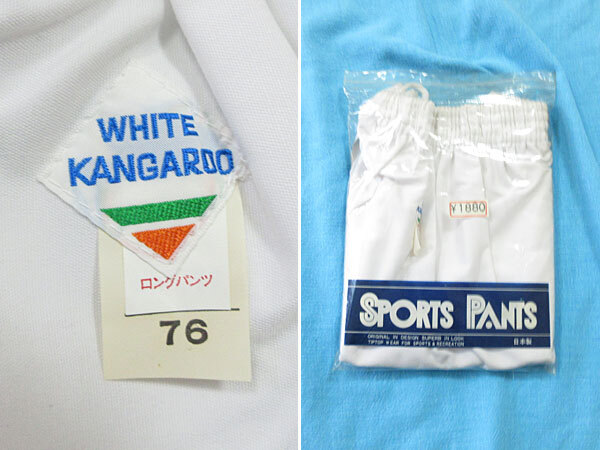 WHITE
KANGAROO
ロングパンツ
76
¥1880
SPORTS PANTS
ORIGINAL IN DESIGN SUPERB IN LOOK
TIPTOP WEAR FOR SPORTS & RECREATION
日本製